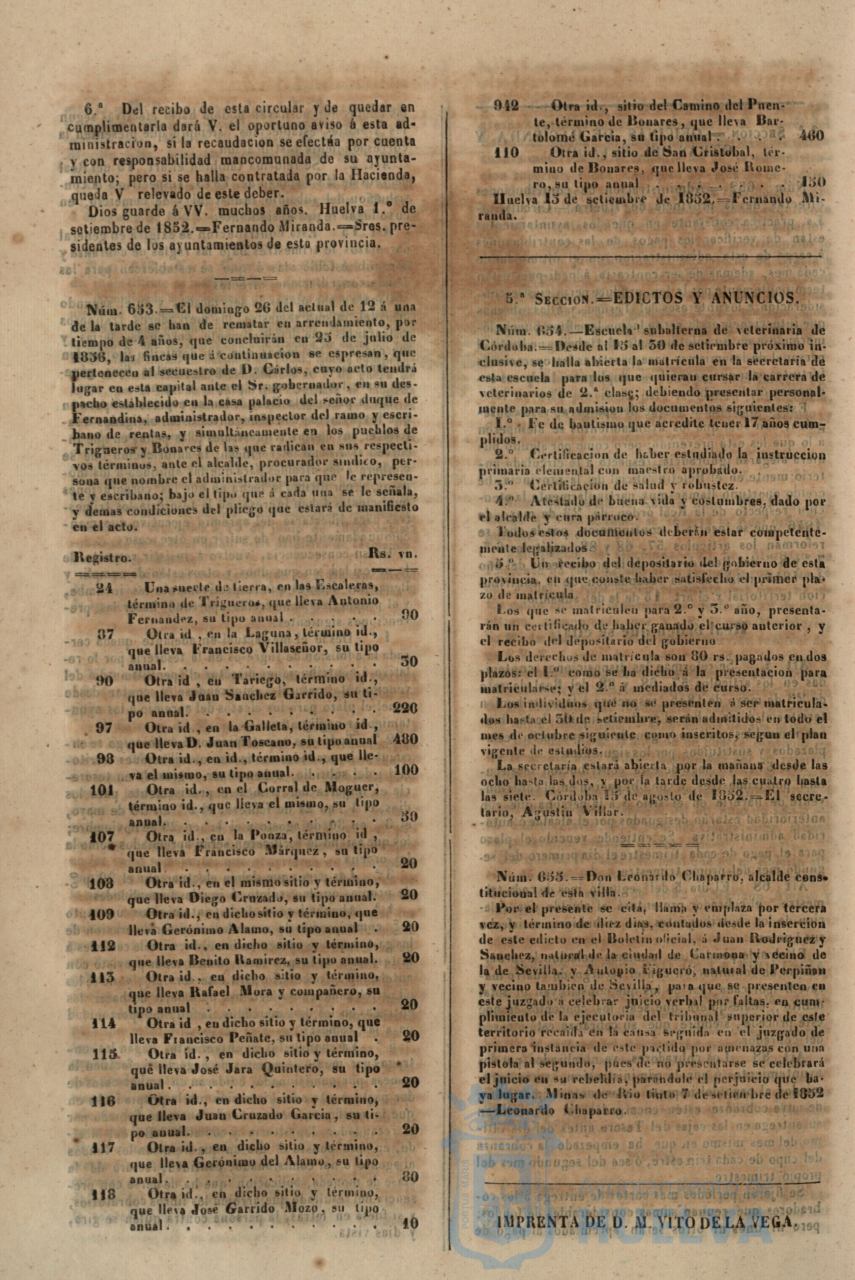 6.ª Del recibo de esta circular y de quedar en
cumplimentarla dará V. el oportuno aviso á esta ad-
ministracion, si la recaudacion se efectúa por cuenta
y con responsabilidad mancomunada de su ayunta-
miento; pero si se halla contratada por la Hacienda,
queda V relevado de este deber.
Dios guarde á VV. muchos años. Huelva 1.º de
setiembre de 1852.=Fernando Miranda.=Sres. pre-
sidentes de los ayuntamientos de esta provincia.
Núm. 653.=El domingo 26 del actual de 12 á una
de la tarde se han de rematar en arrendamiento, por
tiempo de 4 años, que concluirán en 25 de julio de
1856, las fincas que á continuacion se espresan, que
pertenecen al secuestro de D. Cárlos, cuyo acto tendrá
lugar en esta capital ante el Sr. gobernador, en su des-
pacho establecido en la casa palacio del señor duque de
Fernandina, administrador, inspector del ramo y escri-
bano de rentas, y simultáneamente en los pueblos de
Trigueros y Bonares de las que radican en sus respecti-
vos términos, ante el alcalde, procurador síndico, per-
sona que nombre el administrador para que le represen-
te y escribano; bajo el tipo que á cada una se le señala,
y demas condiciones del pliego que estará de manifiesto
en el acto.
Registro. Rs. vn.
24 Una suerte de tierra, en las Escaleras,
término de Trigueros, que lleva Antonio
Fernandez, su tipo anual . . . . 90
87 Otra id , en la Laguna, término id.,
que lleva Francisco Villaseñor, su tipo
anual. . . . . . . . . . 50
90 Otra id , en Tariego, término id.,
que lleva Juan Sanchez Garrido, su ti-
po anual. . . . . . . . . 220
97 Otra id., en la Galleta, término id.,
que lleva D. Juan Toscano, su tipo anual 480
98 Otra id., en id., término id., que lle-
va el mismo, su tipo anual. . . . . 100
101 Otra id., en el Corral de Moguer,
término id., que lleva el mismo, su tipo
anual. . . . . . . . . . 50
107 Otra id., en la Ponza, término id ,
que lleva Francisco Márquez, su tipo
anual . . . . . . . . . 20
108 Otra id., en el mismo sitio y término,
que lleva Diego Cruzado, su tipo anual. 20
109 Otra id., en dicho sitio y término, que
lleva Gerónimo Alamo, su tipo anual . 20
112 Otra id., en dicho sitio y término,
que lleva Benito Ramirez, su tipo anual. 20
113 Otra id., en dicho sitio y término,
que lleva Rafael Mora y compañero, su
tipo anual . . . . . . . . 20
114 Otra id , en dicho sitio y término, que
lleva Francisco Peñate, su tipo anual . 20
115 Otra id. , en dicho sitio y término,
que lleva José Jara Quintero, su tipo
anual. . . . . . . . . . 20
116 Otra id., en dicho sitio y término,
que lleva Juan Cruzado Garcia, su ti-
po anual. . . . . . . . . 20
117 Otra id., en dicho sitio y término,
que lleva Gerónimo del Alamo, su tipo
anual. . . . . . . . . . 80
118 Otra id., en dicho sitio y término,
que lleva José Garrido Mozo, su tipo
anual. . . . . . . . . . 10
942 Otra id., sitio del Camino del Puen-
te, término de Bonares, que lleva Bar-
tolomé Garcia, su tipo anual . . . . 460
110 Otra id., sitio de San Cristobal, tér-
mino de Bonares, que lleva José Rome-
ro, su tipo anual . . . . . . . 150
Huelva 15 de setiembre de 1852.=Fernando Mi-
randa.
5.ª SECCION.=EDICTOS Y ANUNCIOS.
Núm. 654.—Escuela subalterna de veterinaria de
Córdoba.=Desde al 15 al 30 de setiembre próximo in-
clusive, se halla abierta la matrícula en la secretaría de
esta escuela para los que quieran cursar la carrera de
veterinarios de 2.ª clase; debiendo presentar personal-
mente para su admision los documentos siguientes:
1.º Fe de bautismo que acredite tener 17 años cum-
plidos.
2.º Certificacion de haber estudiado la instruccion
primaria elemental con maestro aprobado.
3.º Certificacion de salud y robustez.
4.º Atestado de buena vida y costumbres, dado por
el alcalde y cura párroco.
Todos estos documentos deberán estar competente-
mente legalizados.
5.º Un recibo del depositario del gobierno de esta
provincia, en que conste haber satisfecho el primer pla-
zo de matrícula.
Los que se matriculen para 2.º y 3.º año, presenta-
rán un certificado de haber ganado el curso anterior, y
el recibo del depositario del gobierno
Los derechos de matrícula son 80 rs. pagados en dos
plazos: el 1.º como se ha dicho á la presentacion para
matricularse; y el 2.º á mediados de curso.
Los individuos que no se presenten á ser matricula-
dos hasta el 30 de setiembre, serán admitidos en todo el
mes de octubre siguiente como inscritos, segun el plan
vigente de estudios.
La secretaría estará abierta por la mañana desde las
ocho hasta las dos, y por la tarde desde las cuatro hasta
las siete. Córdoba 15 de agosto de 1852.=El secre-
tario, Agustin Villar.
Núm. 655.=Don Leonardo Chaparro, alcalde cons-
titucional de esta villa.
Por el presente se cita, llama y emplaza por tercera
vez, y término de diez dias, contados desde la insercion
de este edicto en el Boletin oficial, á Juan Rodriguez y
Sanchez, natural de la ciudad de Carmona y vecino de
la de Sevilla, y Antonio Figueró, natural de Perpiñan
y vecino tambien de Sevilla, para que se presenten en
este juzgado á celebrar juicio verbal por faltas, en cum-
plimiento de la ejecutoria del tribunal superior de este
territorio recaida en la causa seguida en el juzgado de
primera instancia de este partido por amenazas con una
pistola al segundo, pues de no presentarse se celebrará
el juicio en su rebeldia, parándole el perjuicio que ha-
ya lugar. Minas de Rio tinto 7 de setiembre de 1852
—Leonardo Chaparro.
IMPRENTA DE D. M. VITO DE LA VEGA.
HUELVA